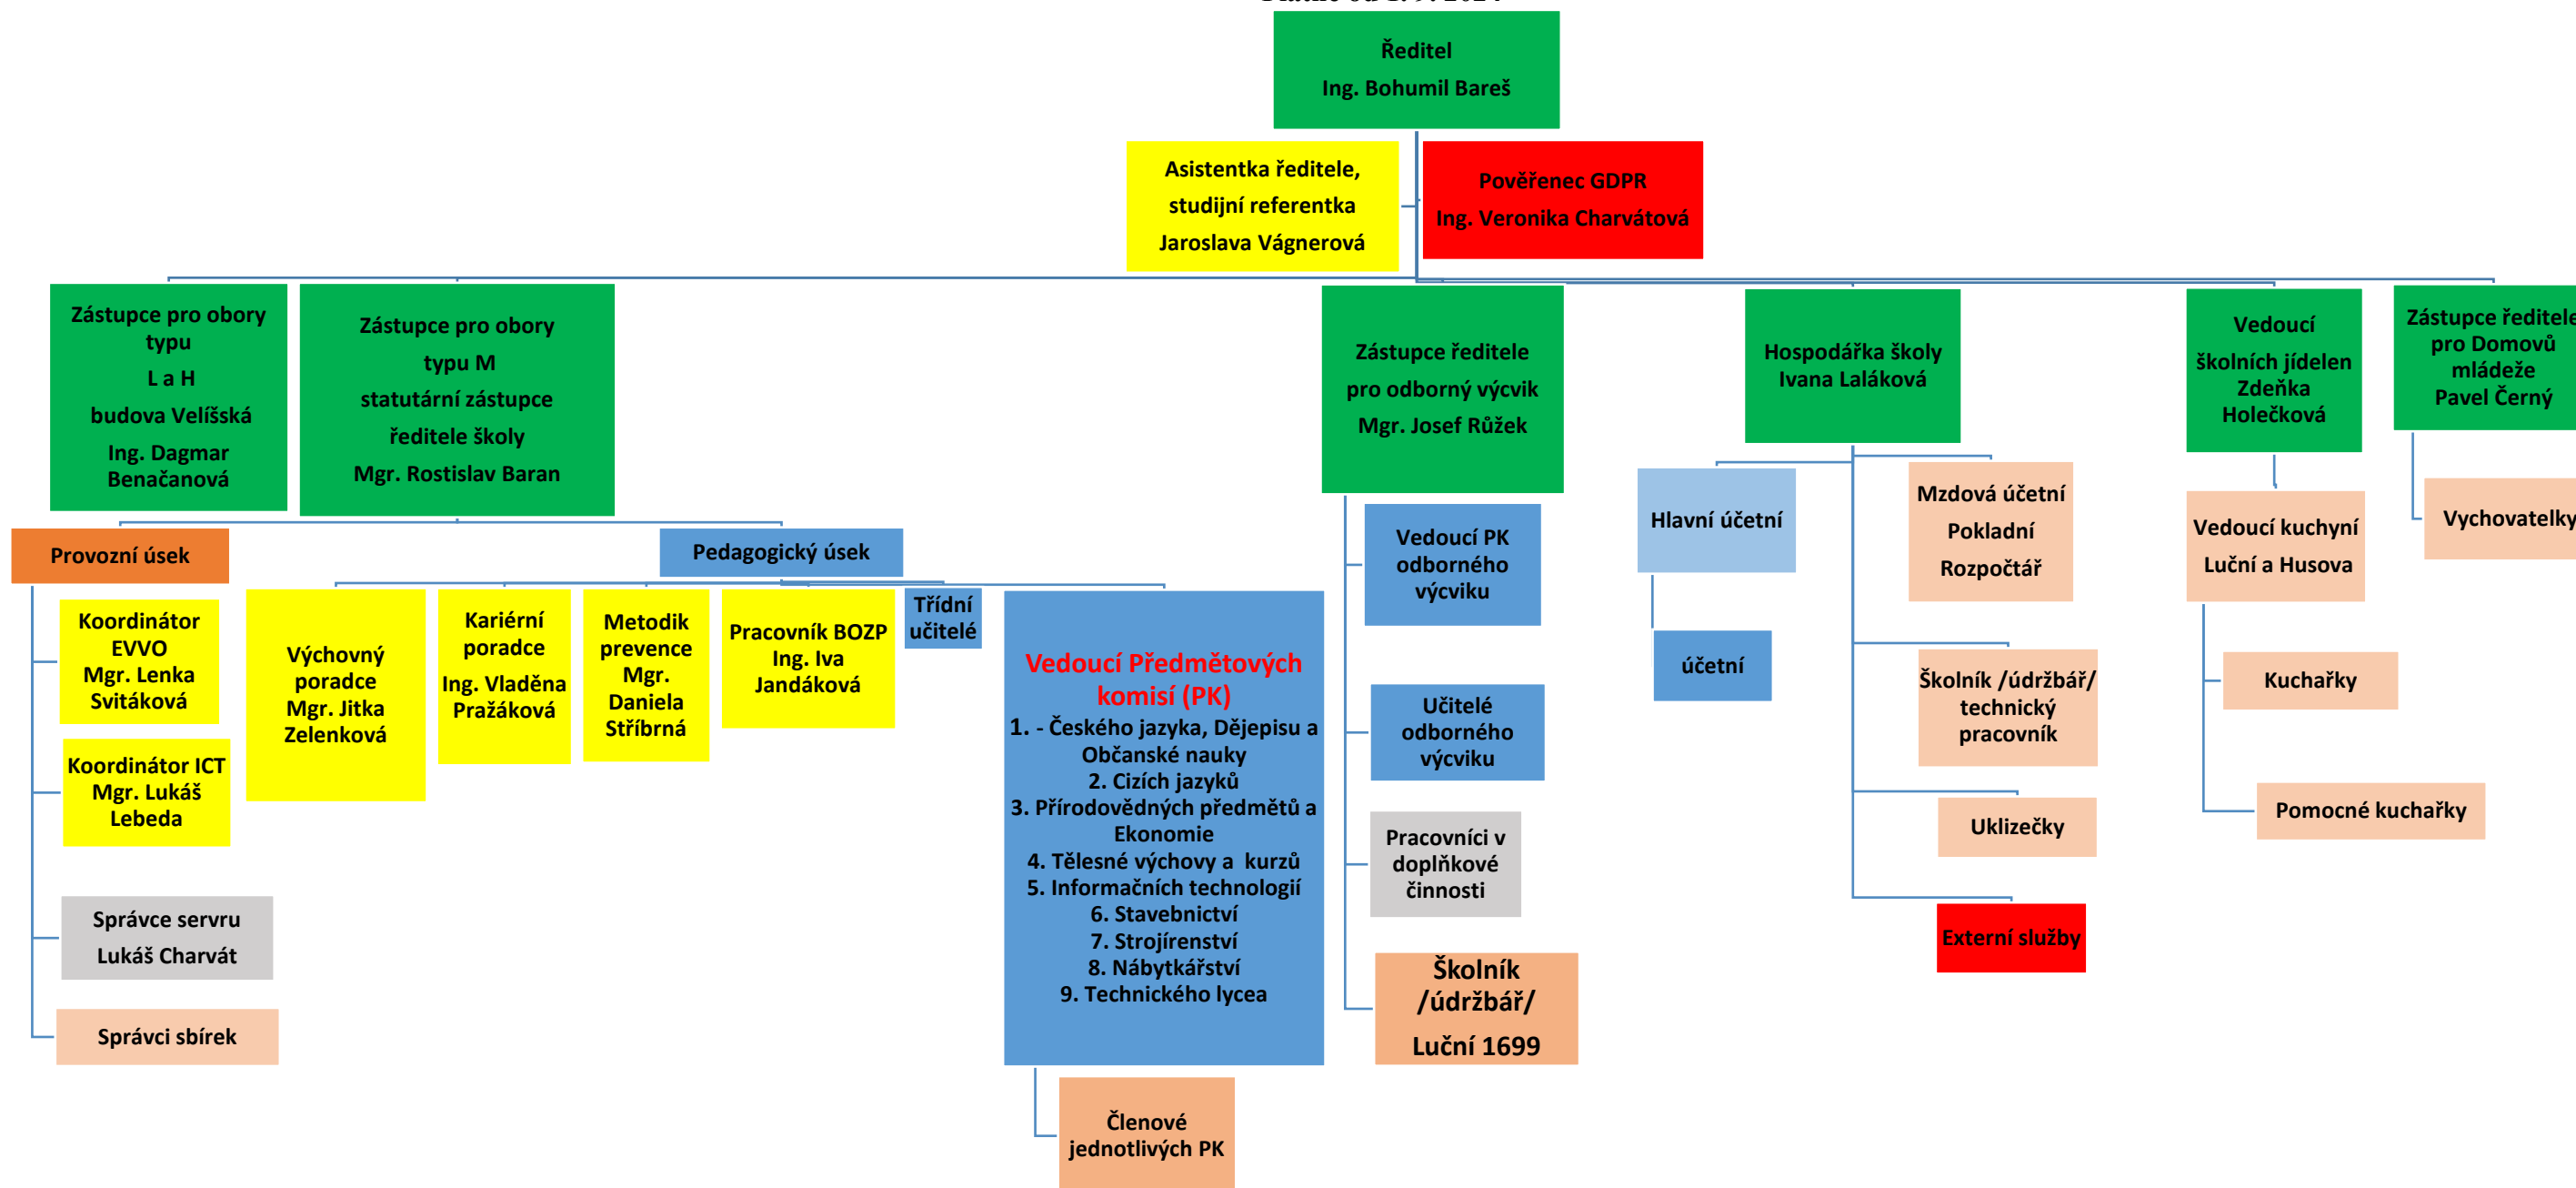 Platné od 1. 9. 2024
Ředitel
Ing. Bohumil Bareš
Asistentka ředitele,
studijní referentka
Jaroslava Vágnerová
Pověřenec GDPR
Ing. Veronika Charvátová
Zástupce pro obory
typu
L a H
budova Velíšská
Ing. Dagmar
Benačanová
Zástupce pro obory
typu M
statutární zástupce
ředitele školy
Mgr. Rostislav Baran
Zástupce ředitele
pro odborný výcvik
Mgr. Josef Růžek
Hospodářka školy
Ivana Laláková
Vedoucí
školních jídelen
Zdeňka
Holečková
Zástupce ředitele
pro Domovů
mládeže
Pavel Černý
Provozní úsek
Koordinátor
EVVO
Mgr. Lenka
Svitáková
Koordinátor ICT
Mgr. Lukáš
Lebeda
Správce servru
Lukáš Charvát
Správci sbírek
Pedagogický úsek
Výchovný
poradce
Mgr. Jitka
Zelenková
Kariérní
poradce
Ing. Vladěna
Pražáková
Metodik
prevence
Mgr.
Daniela
Stříbrná
Pracovník BOZP
Ing. Iva
Jandáková
Třídní
učitelé
Vedoucí Předmětových
komisí (PK)
1. - Českého jazyka, Dějepisu a
Občanské nauky
2. Cizích jazyků
3. Přírodovědných předmětů a
Ekonomie
4. Tělesné výchovy a kurzů
5. Informačních technologií
6. Stavebnictví
7. Strojírenství
8. Nábytkářství
9. Technického lycea
Členové
jednotlivých PK
Vedoucí PK
odborného
výcviku
Učitelé
odborného
výcviku
Pracovníci v
doplňkové
činnosti
Školník
/údržbář/
Luční 1699
Hlavní účetní
účetní
Mzdová účetní
Pokladní
Rozpočtář
Školník /údržbář/
technický
pracovník
Uklizečky
Externí služby
Vedoucí kuchyní
Luční a Husova
Kuchařky
Pomocné kuchařky
Vychovatelky